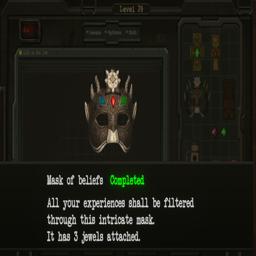 Level 79
Mask of beliefs Completed
All your experiences shall be filtered
through this intricate mask.
It has 3 jewels attached.